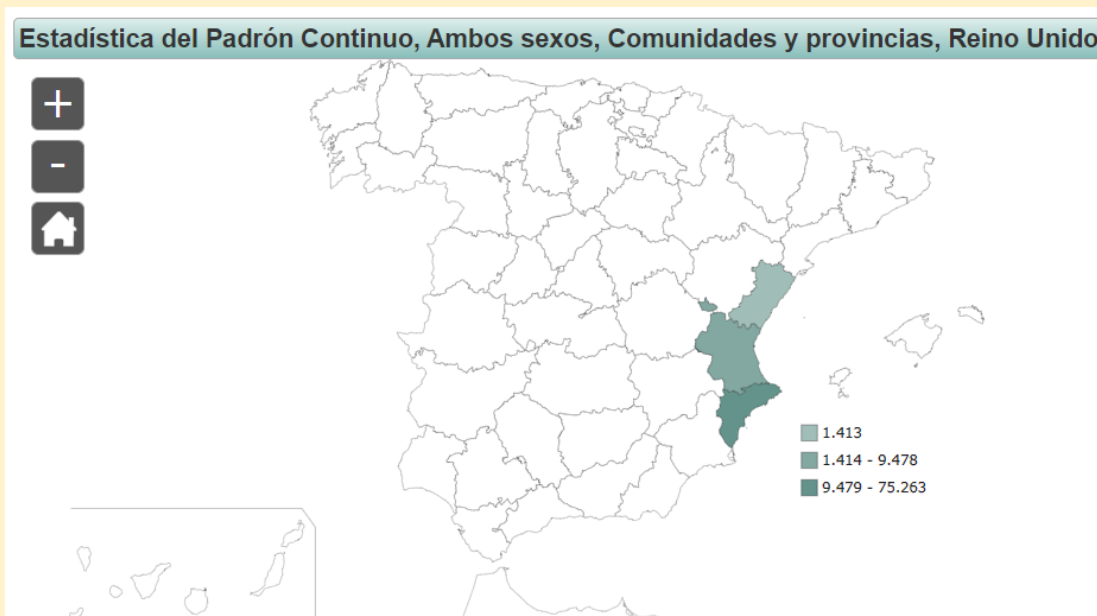 Estadística del Padrón Continuo, Ambos sexos, Comunidades y provincias, Reino Unido
+
-
1.413
1.414 - 9.478
9.479 - 75.263